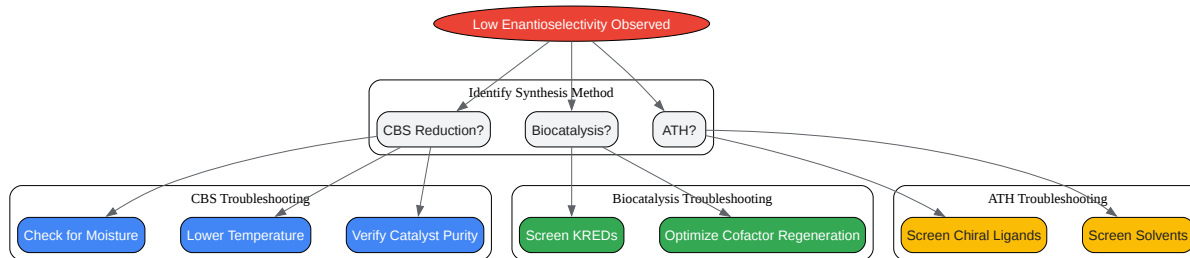 Low Enantioselectivity Observed
Identify Synthesis Method
CBS Reduction?
Biocatalysis?
ATH?
CBS Troubleshooting
Biocatalysis Troubleshooting
ATH Troubleshooting
Check for Moisture
Lower Temperature
Verify Catalyst Purity
Screen KREDs
Optimize Cofactor Regeneration
Screen Chiral Ligands
Screen Solvents